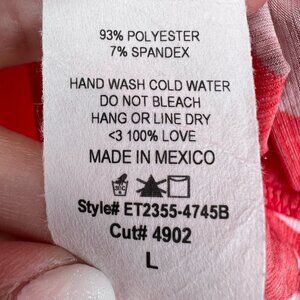 93% POLYESTER
7% SPANDEX
HAND WASH COLD WATER
DO NOT BLEACH
HANG OR LINE DRY
<3 100% LOVE
MADE IN MEXICO
Style# ET2355-4745B
Cut# 4902
L